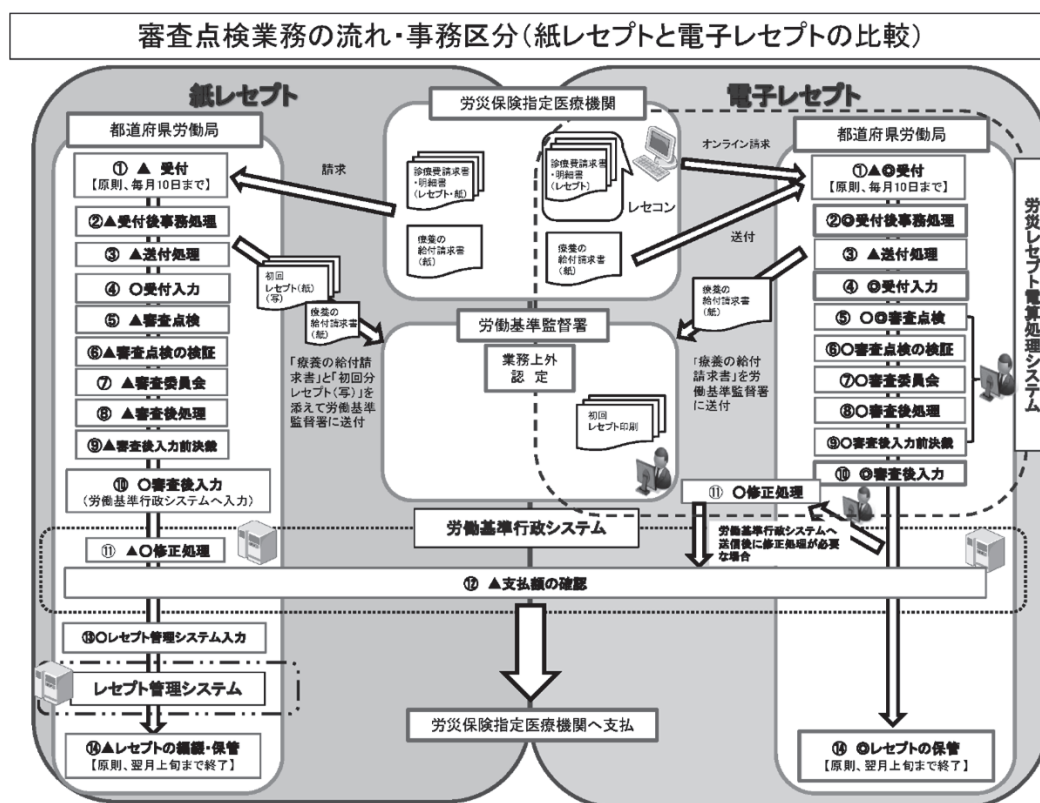 審査点検業務の流れ・事務区分(紙レセプトと電子レセプトの比較)
紙レセプト
都道府県労働局
① ▲ 受付
【原則、毎月10日まで】
②▲受付後事務処理
③ ▲送付処理
④ ○受付入力
⑤ ▲審査点検
⑥▲審査点検の検証
⑦ ▲審査委員会
⑧ ▲審査後処理
⑨▲審査後入力前決裁
⑩ ○審査後入力
(労働基準行政システムへ入力)
⑪ ▲○修正処理
⑬○レセプト管理システム入力
レセプト管理システム
⑭▲レセプトの編綴・保管
【原則、翌月上旬まで終了】
請求
初回
レセプト(紙)
(写)
療養の
給付請求書
(紙)
「療養の給付請
求書」と「初回分
レセプト(写)」を
添えて労働基準
監督署に送付
労災保険指定医療機関
診療費請求書
・明細書
(レセプト・紙)
療養の
給付請求書
(紙)
診療費請求書
・明細書
(レセプト)
レセコン
療養の
給付請求書
(紙)
労働基準監督署
業務上外
認定
初回
レセプト印刷
労働基準行政システム
⑫ ▲支払額の確認
労災保険指定医療機関へ支払
電子レセプト
オンライン請求
送付
療養の
給付請求書
(紙)
「療養の給付
請求書」を労
働基準監督署
に送付
都道府県労働局
①▲◎受付
【原則、毎月10日まで】
②◎受付後事務処理
③ ▲送付処理
④ ◎受付入力
⑤ ○◎審査点検
⑥○審査点検の検証
⑦○審査委員会
⑧○審査後処理
⑨○審査後入力前決裁
⑩ ◎審査後入力
⑪ ○修正処理
労働基準行政システムへ
送信後に修正処理が必要
な場合
⑭ ◎レセプトの保管
【原則、翌月上旬まで終了】
労災レセプト電算処理システム